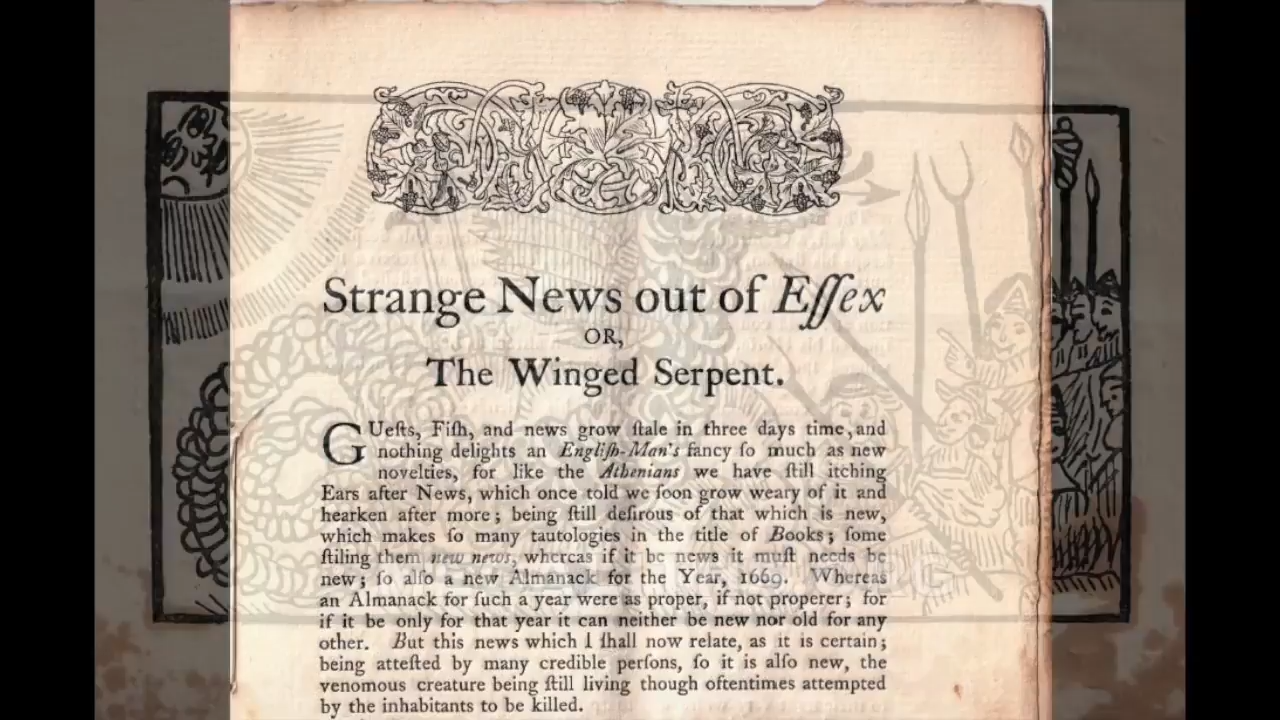 Strange News out of Eſſex
OR,
The Winged Serpent.
GUeſts, Fiſh, and news grow ſtale in three days time, and
nothing delights an Engliſh-Man's fancy ſo much as new
novelties, for like the Athenians we have ſtill itching
Ears after News, which once told we ſoon grow weary of it and
hearken after more; being ſtill deſirous of that which is new,
which makes ſo many tautologies in the title of Books; ſome
ſtiling them new news, whereas if it be news it muſt needs be
new; ſo alſo a new Almanack for the Year, 1669. Whereas
an Almanack for ſuch a year were as proper, if not properer; for
if it be only for that year it can neither be new nor old for any
other. But this news which I ſhall now relate, as it is certain;
being atteſted by many credible perſons, ſo it is alſo new, the
venomous creature being ſtill living though oftentimes attempted
by the inhabitants to be killed.